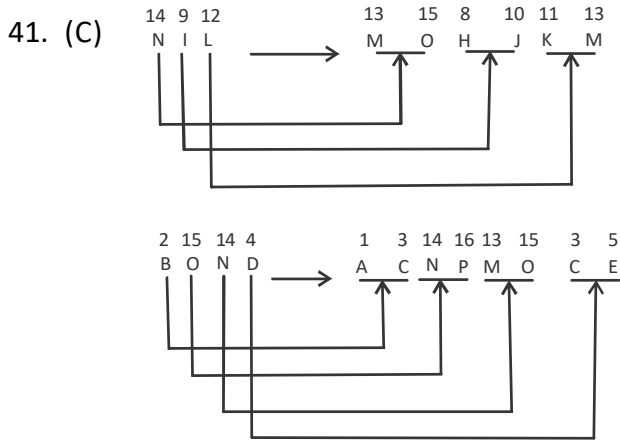 14 9 12 13 15 8 10 11 13
41. (C) N I L M O H J K M
2 15 14 4 1 3 14 16 13 15 3 5
B O N D A C N P M O C E